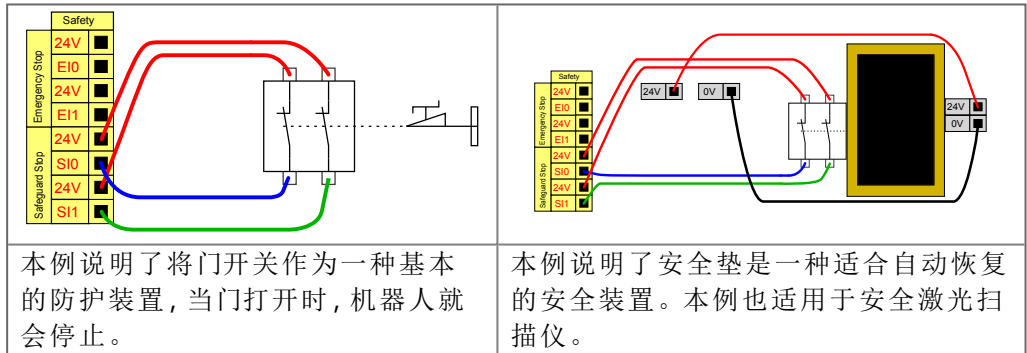 Safety
Emergency Stop
24V
EI0
24V
EI1
Safeguard Stop
24V
SI0
24V
SI1
本例说明了将门开关作为一种基本
的防护装置,当门打开时,机器人就
会停止。
Safety
Emergency Stop
24V
EI0
24V
EI1
Safeguard Stop
24V
SI0
24V
SI1
24V
0V
24V
0V
本例说明了安全垫是一种适合自动恢复
的安全装置。本例也适用于安全激光扫
描仪。